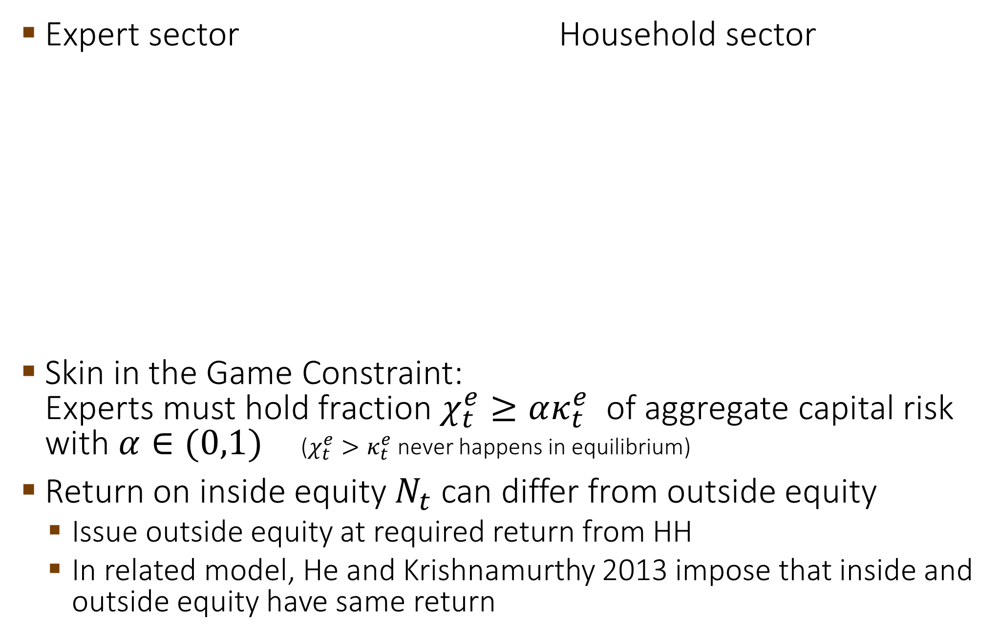 ▪ Expert sector Household sector
▪ Skin in the Game Constraint:
Experts must hold fraction $\chi_t^e \geq \alpha\kappa_t^e$ of aggregate capital risk
with $\alpha \in (0,1)$ ($\chi_t^e > \kappa_t^e$ never happens in equilibrium)
▪ Return on inside equity $N_t$ can differ from outside equity
▪ Issue outside equity at required return from HH
▪ In related model, He and Krishnamurthy 2013 impose that inside and
outside equity have same return